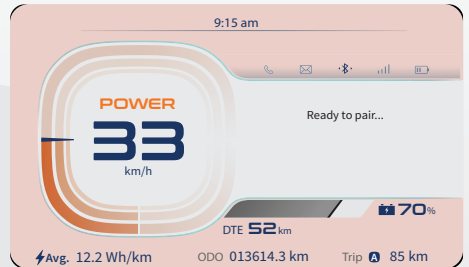 9:15 am
POWER
33
km/h
Ready to pair...
70%
DTE 52 km
Avg. 12.2 Wh/km
ODO 013614.3 km
Trip A 85 km